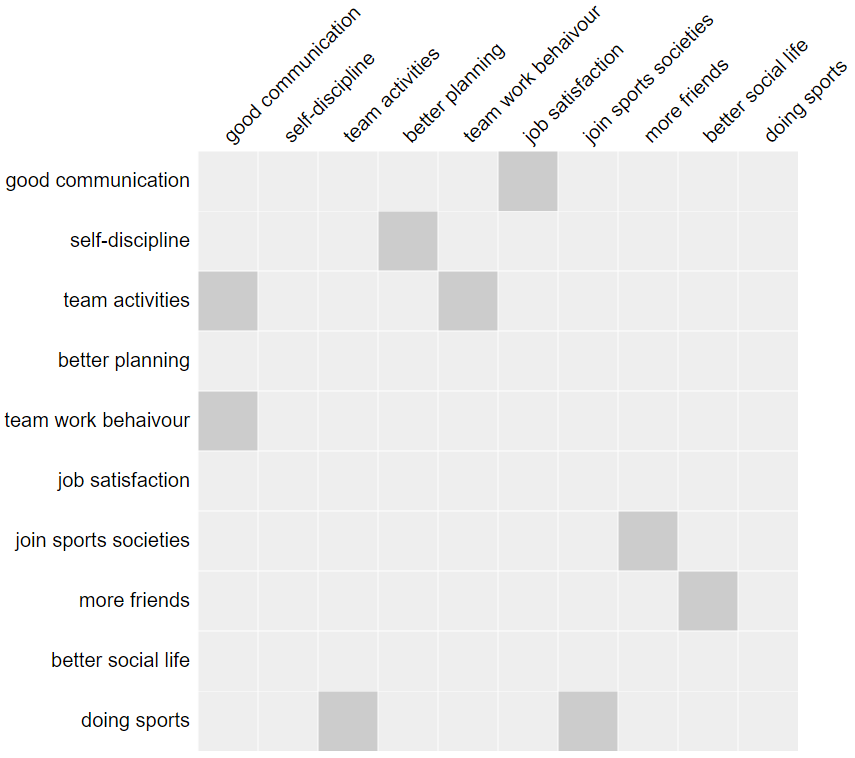 good communication
self-discipline
team activities
better planning
team work behaivour
job satisfaction
join sports societies
more friends
better social life
doing sports
good communication
self-discipline
team activities
better planning
team work behaivour
job satisfaction
join sports societies
more friends
better social life
doing sports